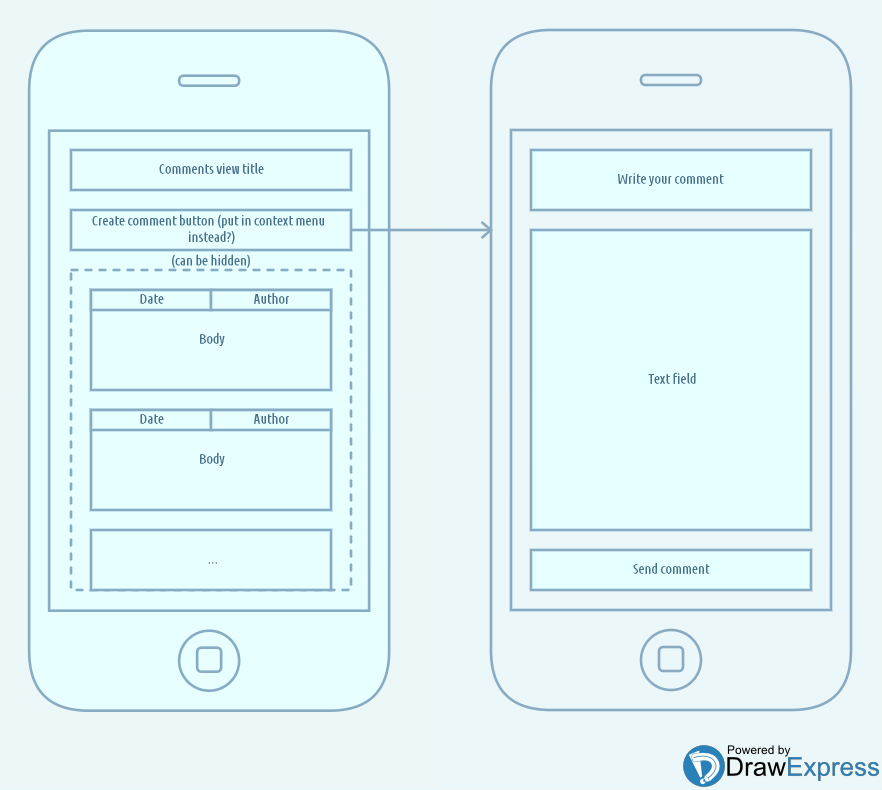 Comments view title
Create comment button (put in context menu
instead?)
(can be hidden)
Date
Author
Body
Date
Author
Body
...
Write your comment
Text field
Send comment
Powered by
DrawExpress